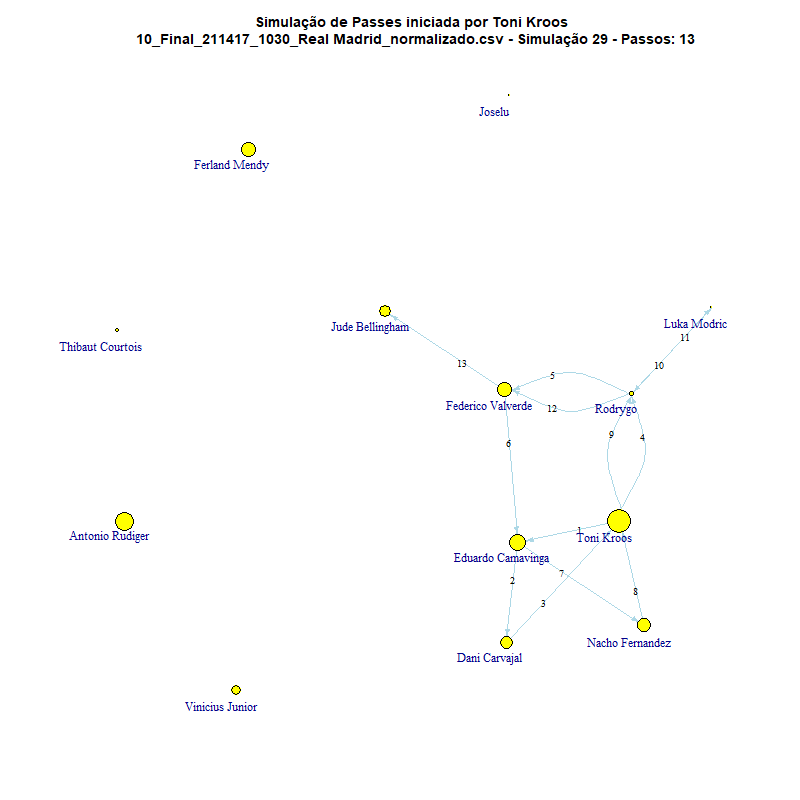 Simulação de Passes iniciada por Toni Kroos
10_Final_211417_1030_Real Madrid_normalizado.csv - Simulação 29 - Passos: 13
Joselu
Ferland Mendy
Jude Bellingham
Luka Modric
11
Thibaut Courtois
13
10
5
Federico Valverde
12
Rodrygo
9
4
6
1
Antonio Rudiger
Toni Kroos
Eduardo Camavinga
7
2
8
3
Nacho Fernandez
Dani Carvajal
Vinicius Junior